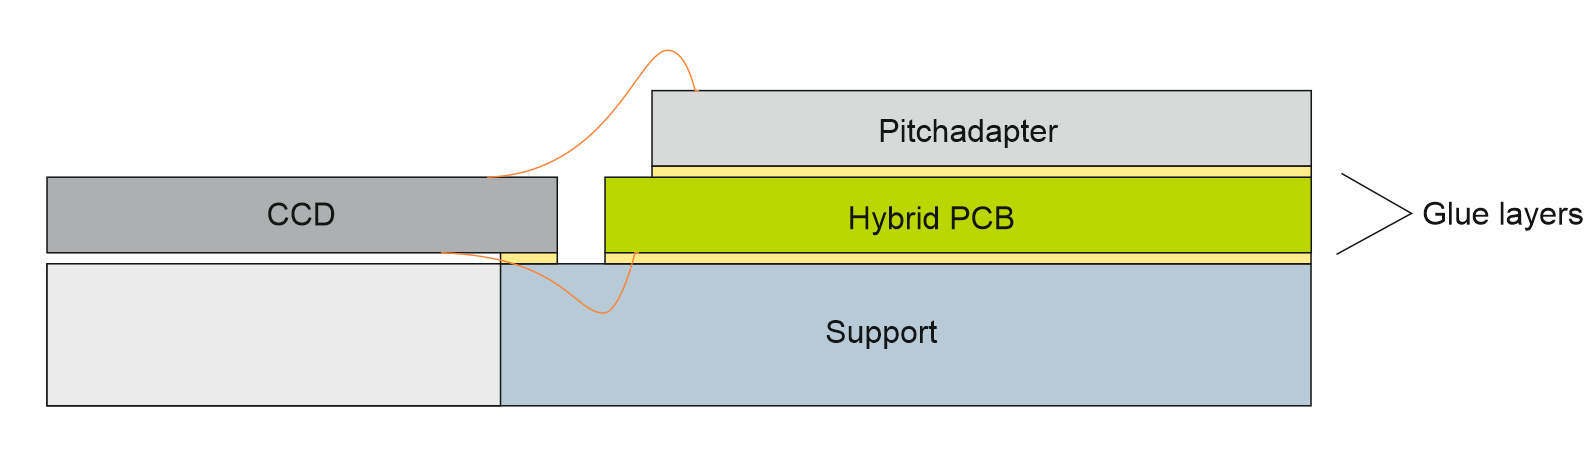 Pitchadapter
CCD
Hybrid PCB
Glue layers
Support